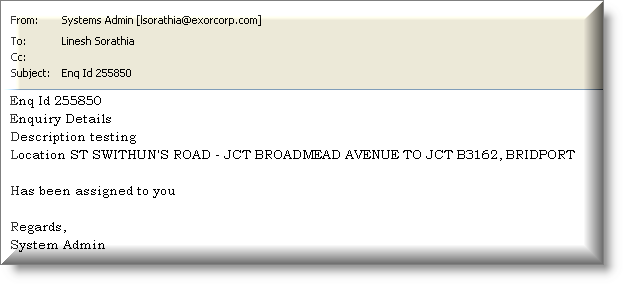 From: Systems Admin [lsorathia@exorcorp.com]
To: Linesh Sorathia
Cc:
Subject: Enq Id 255850
Enq Id 255850
Enquiry Details
Description testing
Location ST SWITHUN'S ROAD - JCT BROADMEAD AVENUE TO JCT B3162, BRIDPORT
Has been assigned to you
Regards,
System Admin